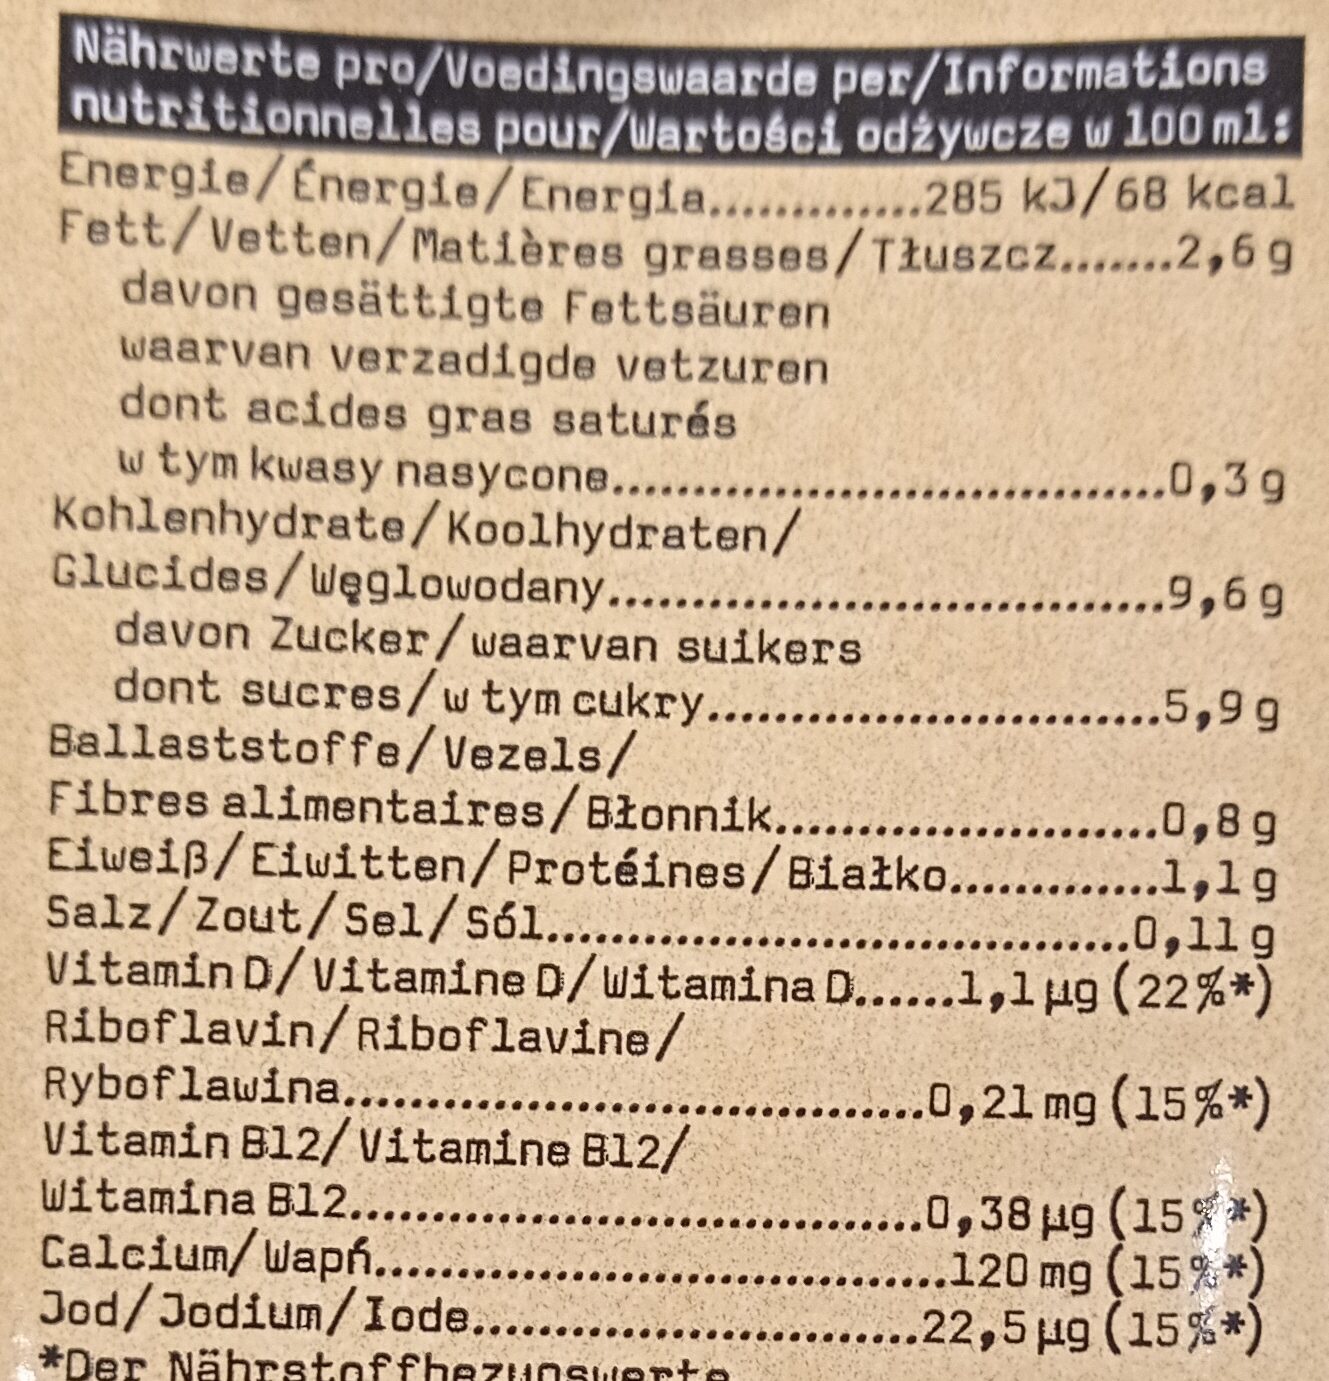 Nährwerte pro/Voedingswaarde per/Informations
nutritionnelles pour/Wartości odżywcze w 100 ml:
Energie/Énergie/Energia.............285 kJ/68 kcal
Fett/Vetten/Matières grasses/Tłuszcz.......2,6 g
davon gesättigte Fettsäuren
waarvan verzadigde vetzuren
dont acides gras saturés
w tym kwasy nasycone..................................0,3 g
Kohlenhydrate/Koolhydraten/
Glucides/Węglowodany..................................9,6 g
davon Zucker/waarvan suikers
dont sucres/w tym cukry............................5,9 g
Ballaststoffe/Vezels/
Fibres alimentaires/Błonnik.......................0,8 g
Eiweiß/Eiwitten/Protéines/Białko.............1,1 g
Salz/Zout/Sel/Sól....................................0,11 g
Vitamin D/Vitamine D/Witamina D......1,1 µg (22%*)
Riboflavin/Riboflavine/
Ryboflawina...................................0,21 mg (15%*)
Vitamin B12/Vitamine B12/
Witamina B12...................................0,38 µg (15%*)
Calcium/Wapń...................................120 mg (15%*)
Jod/Jodium/Iode...........................22,5 µg (15%*)
*Der Nährstoffbezugswerte